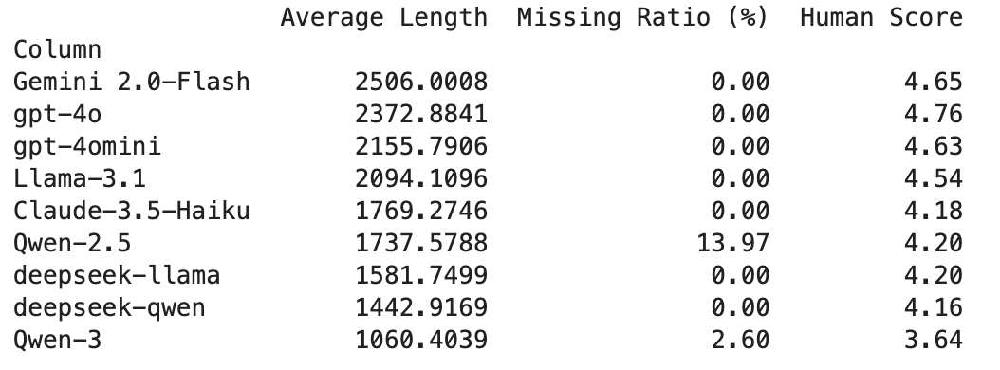 Average Length Missing Ratio (%) Human Score
Column
Gemini 2.0-Flash 2506.0008 0.00 4.65
gpt-4o 2372.8841 0.00 4.76
gpt-4omini 2155.7906 0.00 4.63
Llama-3.1 2094.1096 0.00 4.54
Claude-3.5-Haiku 1769.2746 0.00 4.18
Qwen-2.5 1737.5788 13.97 4.20
deepseek-llama 1581.7499 0.00 4.20
deepseek-qwen 1442.9169 0.00 4.16
Qwen-3 1060.4039 2.60 3.64